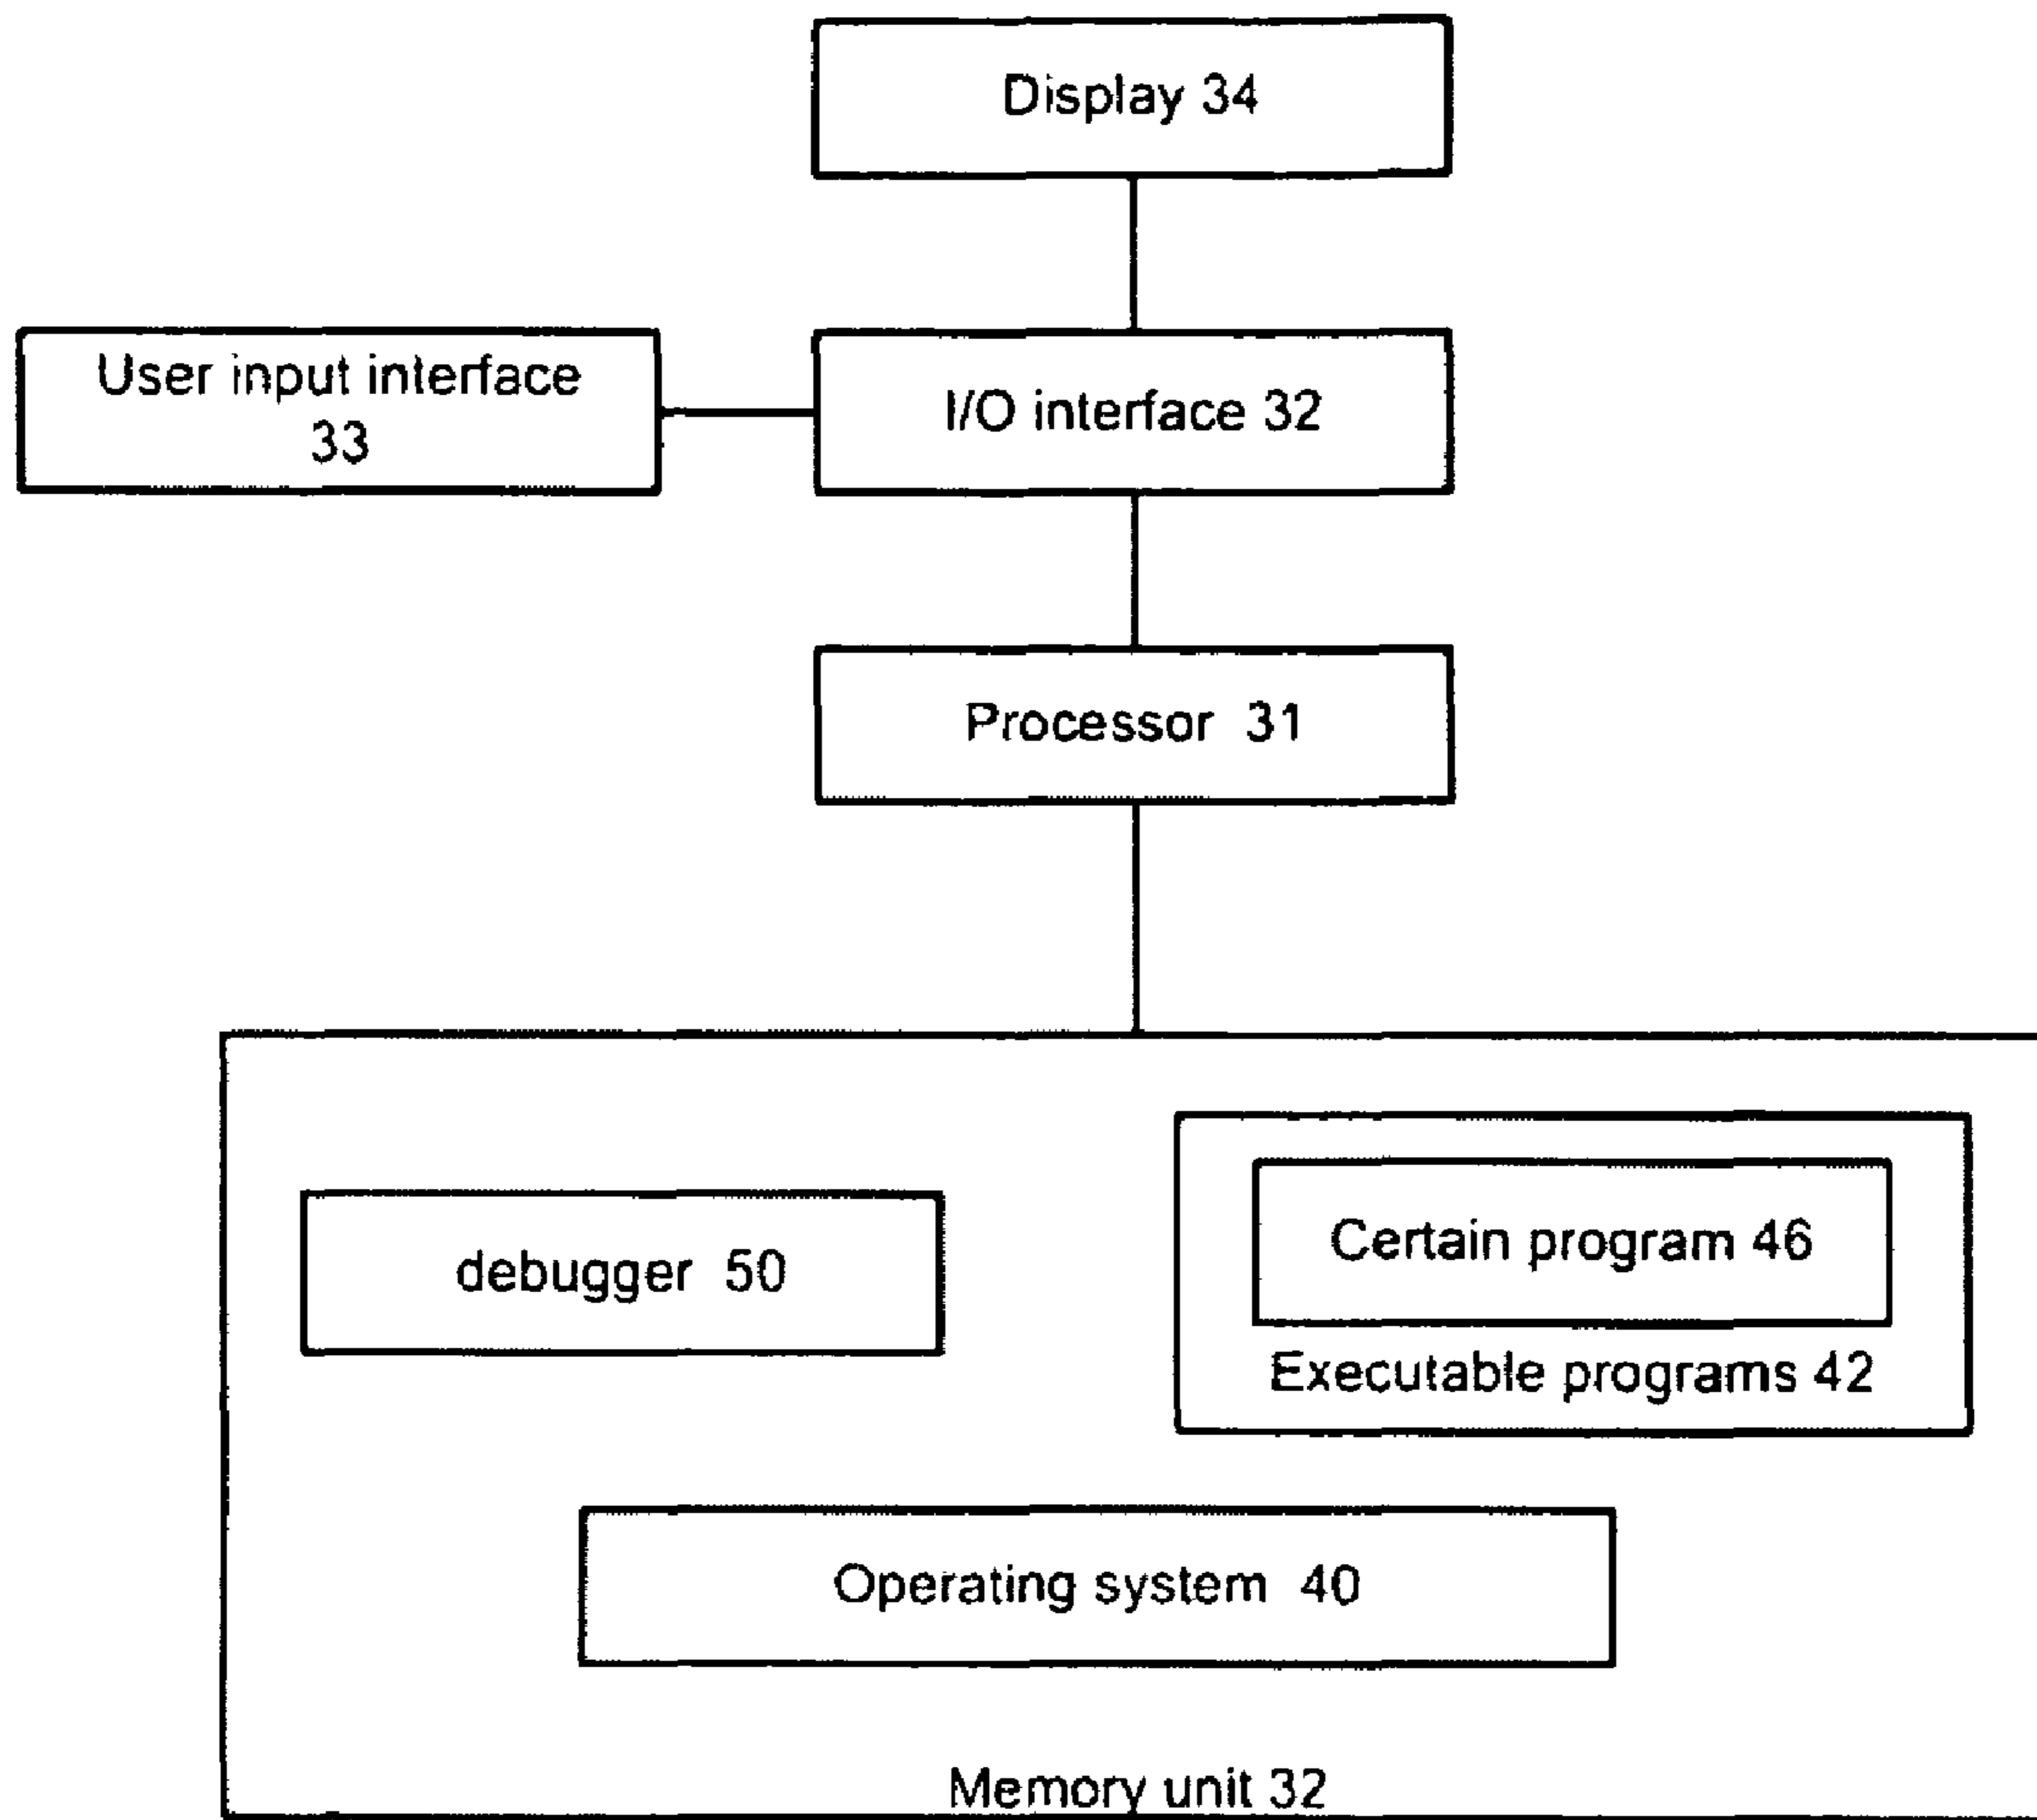 Display 34
User input interface
33
I/O interface 32
Processor 31
debugger 50
Certain program 46
Executable programs 42
Operating system 40
Memory unit 32